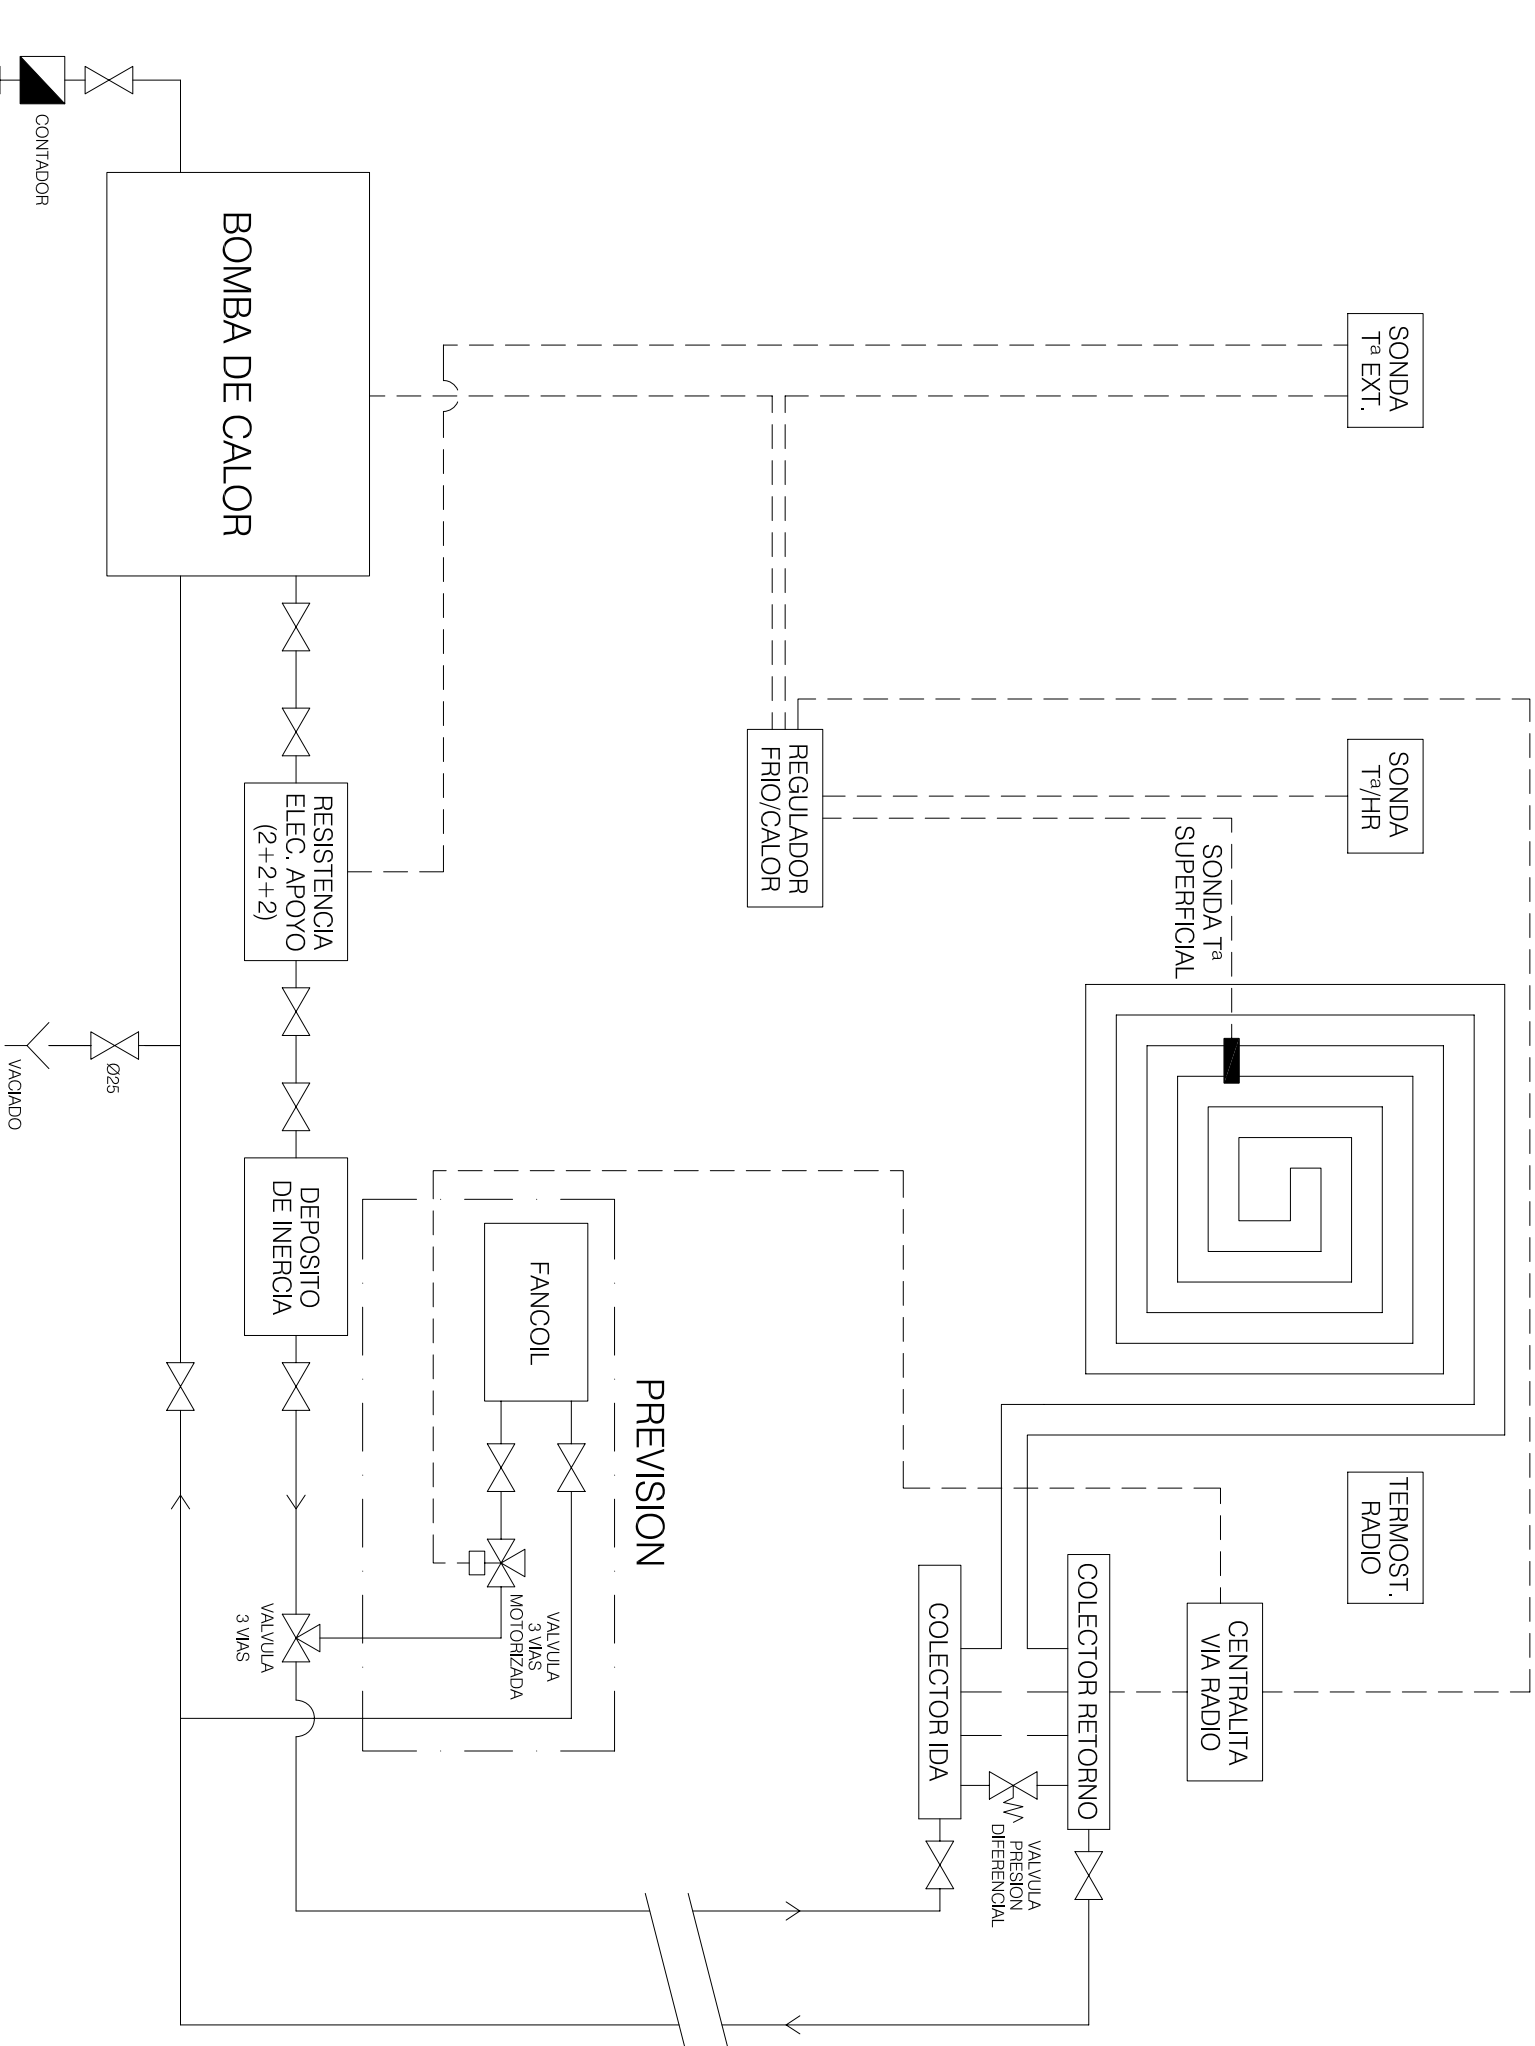 SONDA
Tª EXT.
SONDA
Tª/HR
TERMOST.
RADIO
CENTRALITA
VIA RADIO
SONDA Tª
SUPERFICIAL
COLECTOR RETORNO
COLECTOR IDA
VALVULA
PRESION
DIFERENCIAL
REGULADOR
FRIO/CALOR
PREVISION
FANCOIL
VALVULA
3 VIAS
MOTORIZADA
BOMBA DE CALOR
RESISTENCIA
ELEC. APOYO
(2+2+2)
DEPOSITO
DE INERCIA
VALVULA
3 VIAS
CONTADOR
Ø25
VACIADO